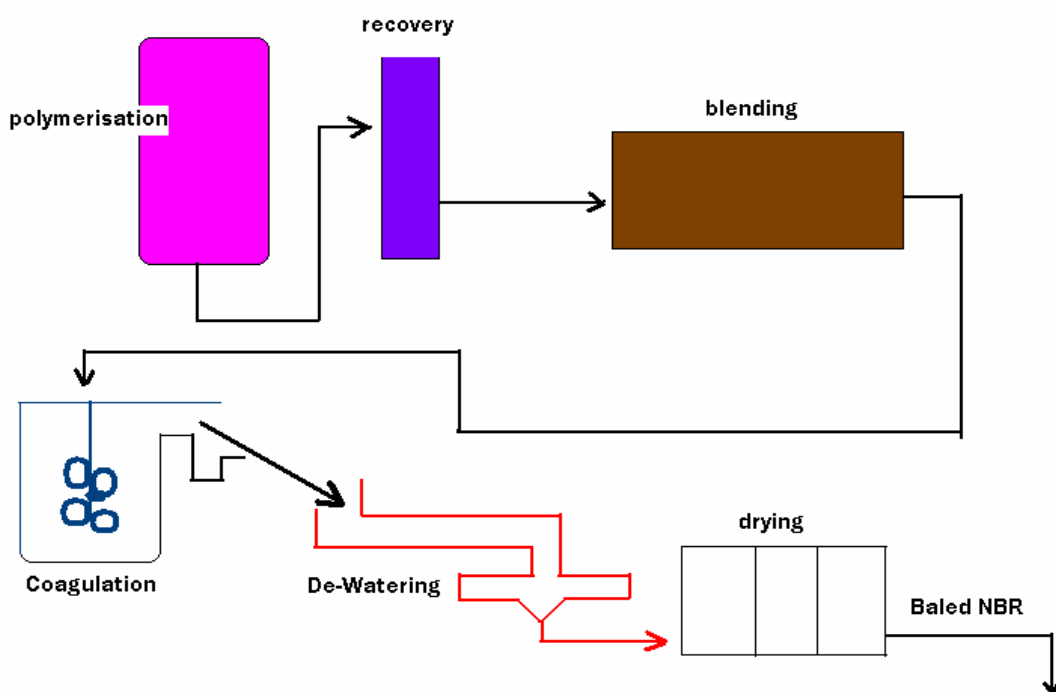 recovery
polymerisation
blending
Coagulation
De-Watering
drying
Baled NBR